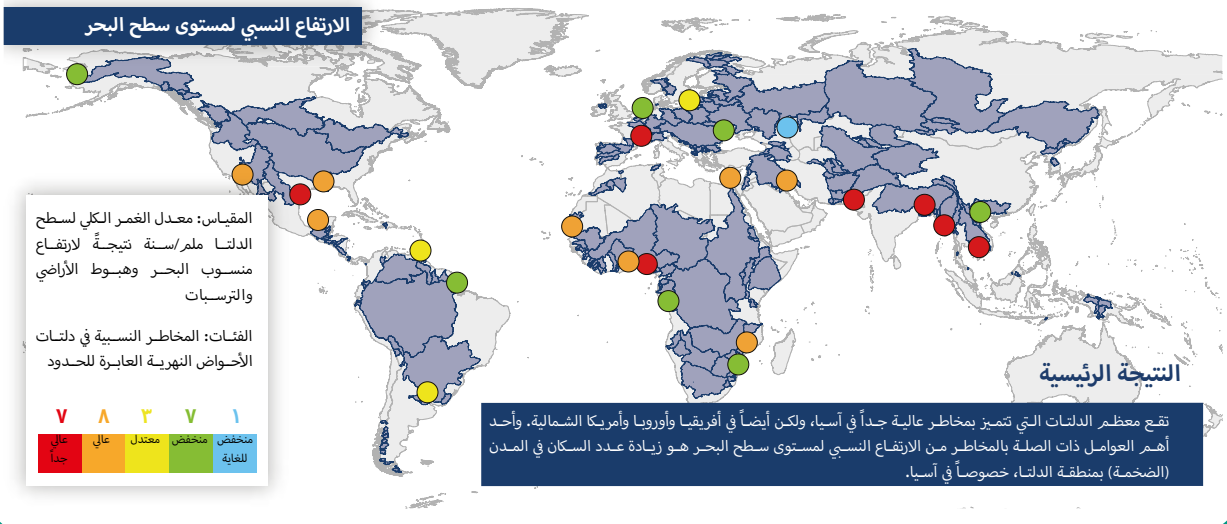 الارتفاع النسبي لمستوى سطح البحر
المقياس: معدل الغمر الكلي لسطح
الدلتا ملم/سنة نتيجةً لارتفاع
منسوب البحر وهبوط الأراضي
والترسبات
الفئات: المخاطر النسبية في دلتات
الأحواض النهرية العابرة للحدود
١ ٧ ٣ ٨ ٧
منخفض للغاية
منخفض
معتدل
عالي
عالي جداً
النتيجة الرئيسية
تقع معظم الدلتات التي تتميز بمخاطر عالية جداً في آسيا، ولكن أيضاً في أفريقيا وأوروبا وأمريكا الشمالية. وأحد
أهم العوامل ذات الصلة بالمخاطر من الارتفاع النسبي لمستوى سطح البحر هو زيادة عدد السكان في المدن
(الضخمة) بمنطقة الدلتا، خصوصاً في آسيا.